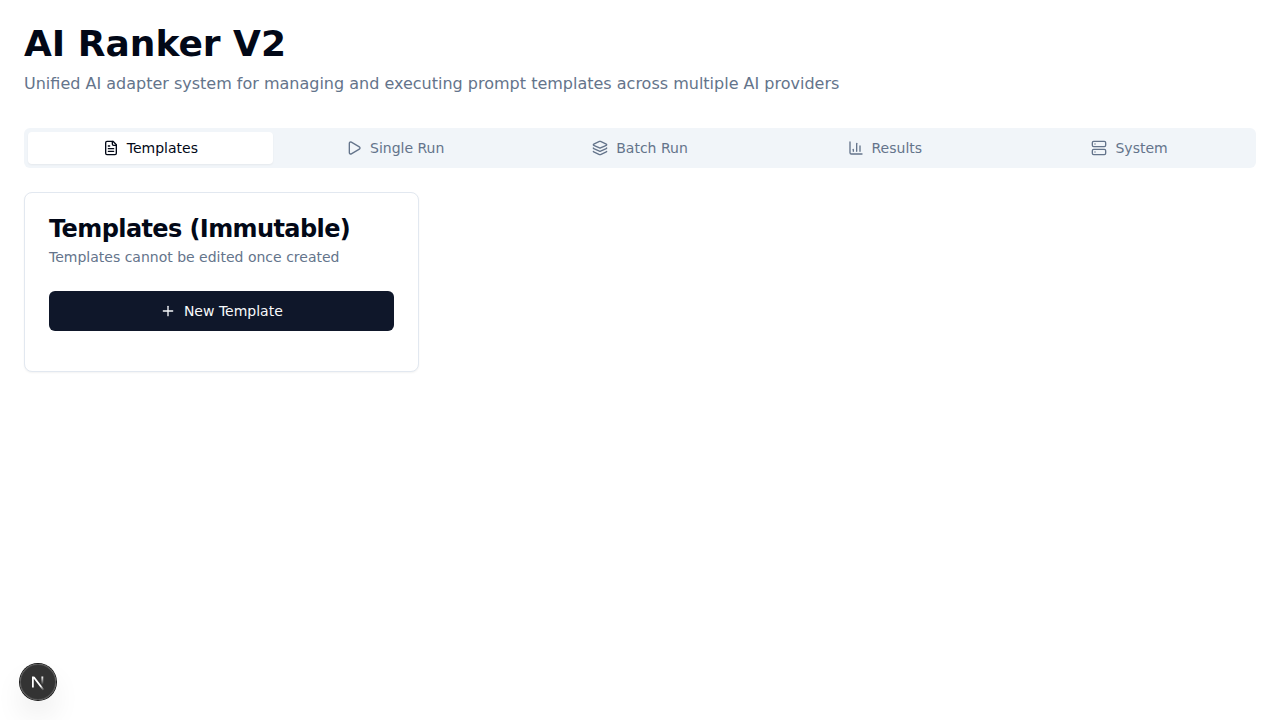 AI Ranker V2
Unified AI adapter system for managing and executing prompt templates across multiple AI providers
Templates
Single Run
Batch Run
Results
System
Templates (Immutable)
Templates cannot be edited once created
New Template
N